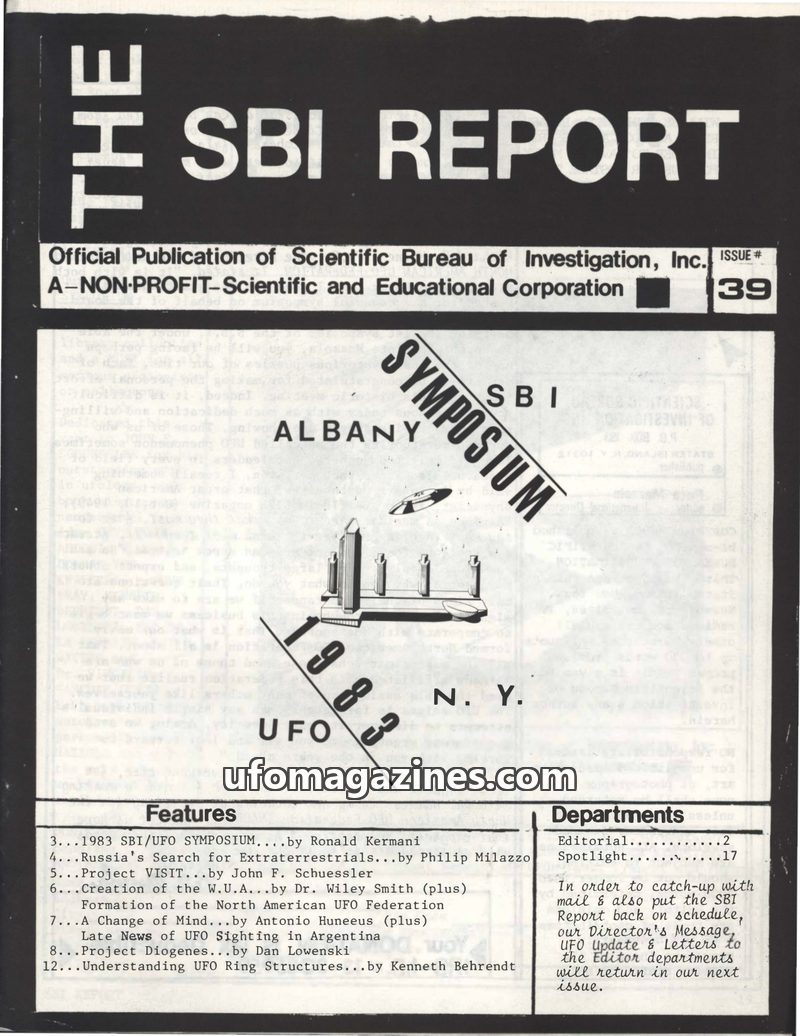 THE
SBI REPORT
Official Publication of Scientific Bureau of Investigation, Inc.
A-NON-PROFIT-Scientific and Educational Corporation
ISSUE #
39
SYMPOSIUM
SBI
ALBANY
1983
N. Y.
UFO
ufomagazines.com
Features
3...1983 SBI/UFO SYMPOSIUM....by Ronald Kermani
4...Russia's Search for Extraterrestrials...by Philip Milazzo
5...Project VISIT...by John F. Schuessler
6...Creation of the W.U.A...by Dr. Wiley Smith (plus)
Formation of the North American UFO Federation
7...A Change of Mind...by Antonio Huneeus (plus)
Late News of UFO Sighting in Argentina
8...Project Diogenes...by Dan Lowenski
12...Understanding UFO Ring Structures...by Kenneth Behrendt
Departments
Editorial............2
Spotlight............17
In order to catch-up with
mail & also put the SBI
Report back on schedule,
our Director's Message,
UFO Update & Letters to
the Editor departments
will return in our next
issue.